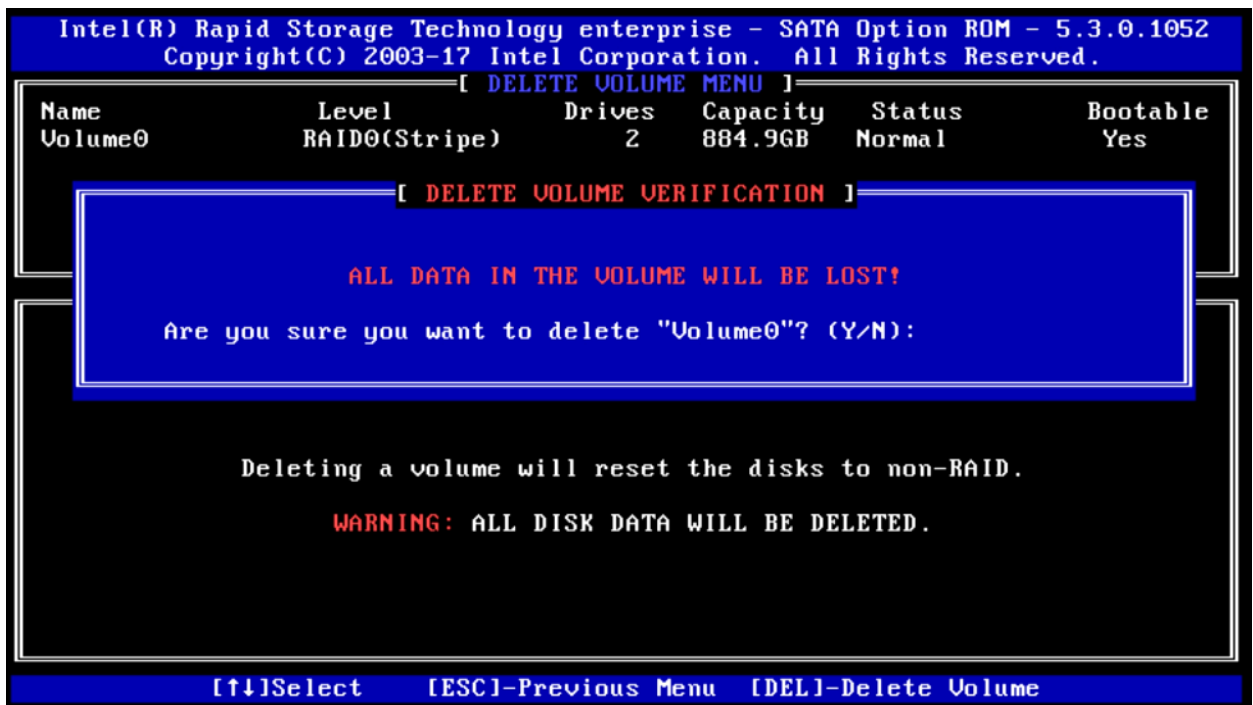 Intel(R) Rapid Storage Technology enterprise - SATA Option ROM - 5.3.0.1052
Copyright(C) 2003-17 Intel Corporation.  All Rights Reserved.
[ DELETE VOLUME MENU ]
Name Level Drives Capacity Status Bootable
Volume0 RAID0(Stripe) 2 884.9GB Normal Yes
[ DELETE VOLUME VERIFICATION ]
ALL DATA IN THE VOLUME WILL BE LOST!
Are you sure you want to delete "Volume0"? (Y/N):
Deleting a volume will reset the disks to non-RAID.
WARNING: ALL DISK DATA WILL BE DELETED.
[↑↓]Select [ESC]-Previous Menu [DEL]-Delete Volume